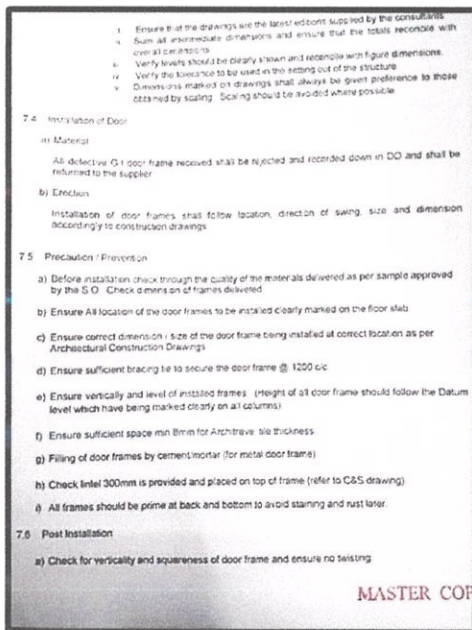 i. Ensure that the drawings are the latest editions supplied by the consultants
ii. Sum all intermediate dimensions and ensure that the totals reconcile with
overall dimensions
iii. Verify levels should be clearly shown and reconcile with figure dimensions.
iv. Verify the tolerance to be used in the setting out of the structure
v. Dimensions marked on drawings shall always be given preference to those
obtained by scaling. Scaling should be avoided where possible
7.4 Installation of Door
a) Material
All defective G.I door frame received shall be rejected and recorded down in DO and shall be
returned to the supplier
b) Erection
Installation of door frames shall follow location, direction of swing, size and dimension
accordingly to construction drawings
7.5 Precaution / Prevention
a) Before installation check through the quality of the materials delivered as per sample approved
by the S.O. Check dimension of frames delivered
b) Ensure All location of the door frames to be installed clearly marked on the floor slab
c) Ensure correct dimension / size of the door frame being installed at correct location as per
Architectural Construction Drawings
d) Ensure sufficient bracing tie to secure the door frame @ 1200 c/c
e) Ensure vertically and level of installed frames (Height of all door frame should follow the Datum
level which have being marked clearly on all columns)
f) Ensure sufficient space min 8mm for Architrave tile thickness
g) Filling of door frames by cement/mortar (for metal door frame)
h) Check lintel 300mm is provided and placed on top of frame (refer to C&S drawing)
i) All frames should be prime at back and bottom to avoid staining and rust later.
7.6 Post Installation
a) Check for verticality and squareness of door frame and ensure no twisting
MASTER COP